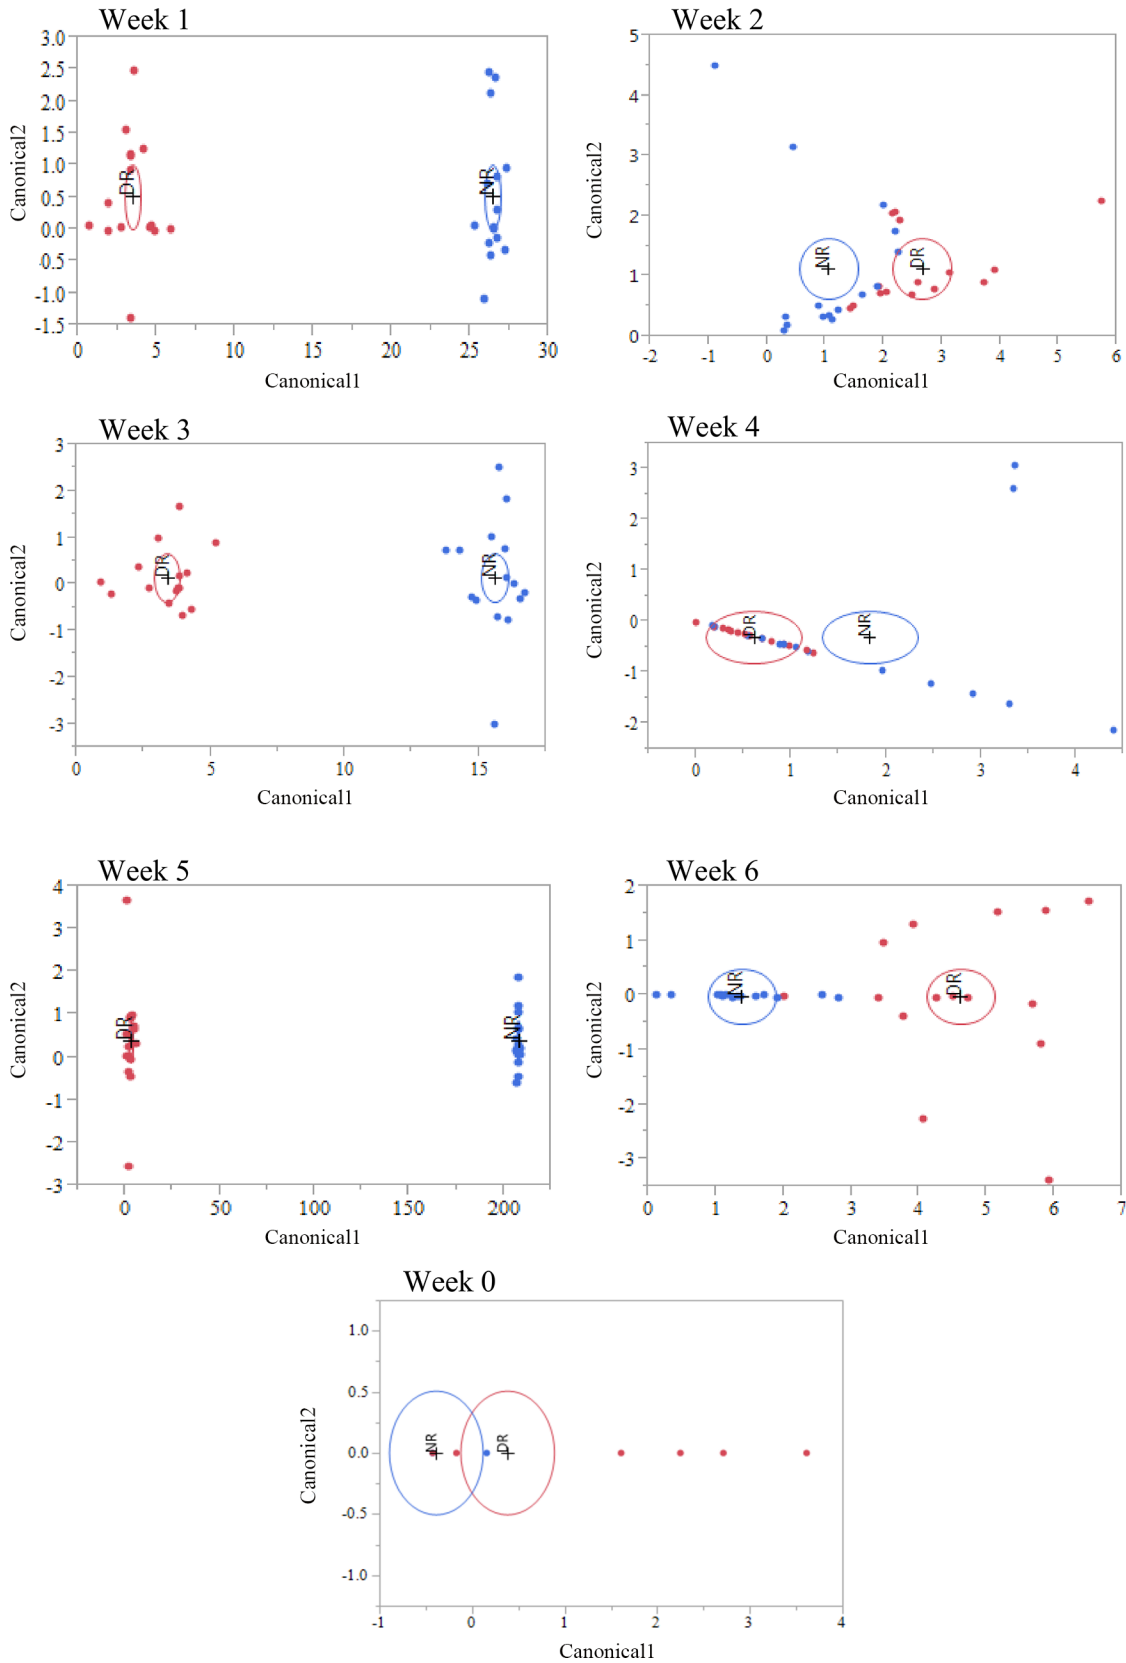 Week 1
3.0
2.5
2.0
1.5
1.0
0.5
0.0
-0.5
-1.0
-1.5
Canonical2
DR
NR
0 5 10 15 20 25 30
Canonical1
Week 2
5
4
3
2
1
0
Canonical2
NR
DR
-2 -1 0 1 2 3 4 5 6
Canonical1
Week 3
3
2
1
0
-1
-2
-3
Canonical2
DR
NR
0 5 10 15
Canonical1
Week 4
3
2
1
0
-1
-2
Canonical2
DR
NR
0 1 2 3 4
Canonical1
Week 5
4
3
2
1
0
-1
-2
-3
Canonical2
DR
NR
0 50 100 150 200
Canonical1
Week 6
2
1
0
-1
-2
-3
Canonical2
NR
DR
0 1 2 3 4 5 6 7
Canonical1
Week 0
1.0
0.5
0.0
-0.5
-1.0
Canonical2
NR
DR
-1 0 1 2 3 4
Canonical1